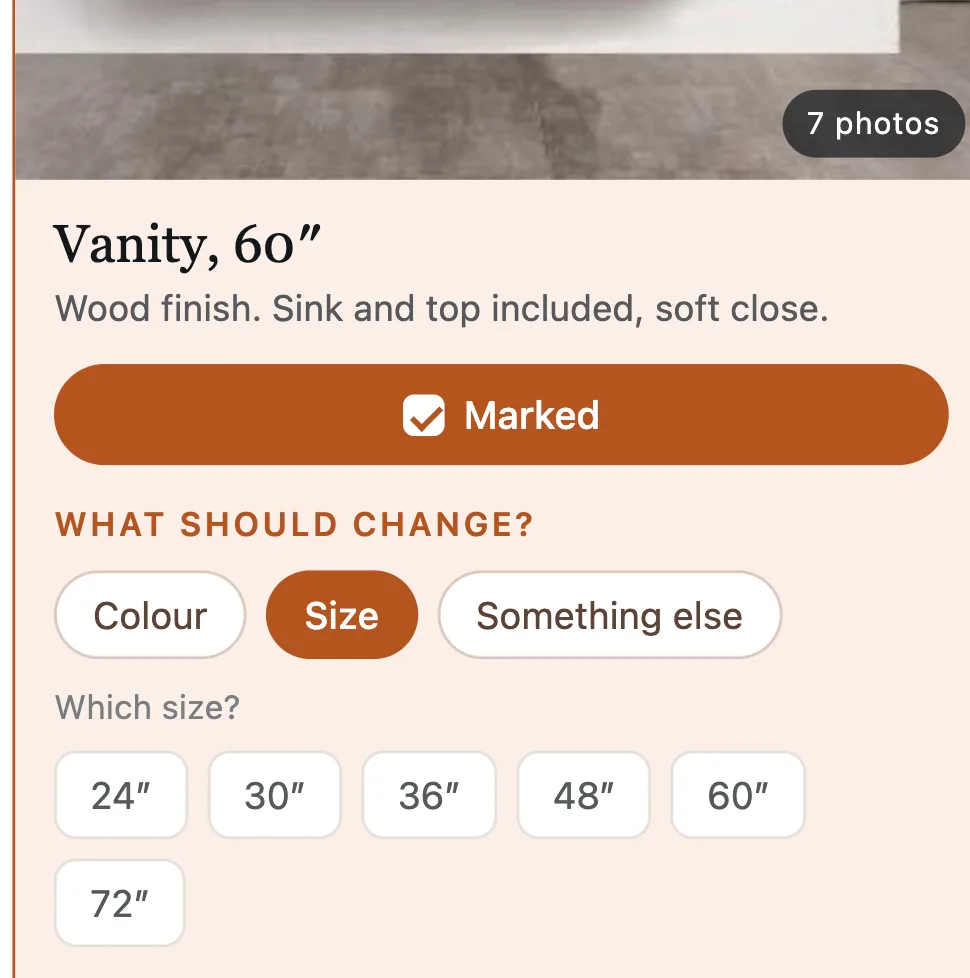 7 photos
Vanity, 60″
Wood finish. Sink and top included, soft close.
Marked
WHAT SHOULD CHANGE?
Colour Size Something else
Which size?
24″ 30″ 36″ 48″ 60″
72″